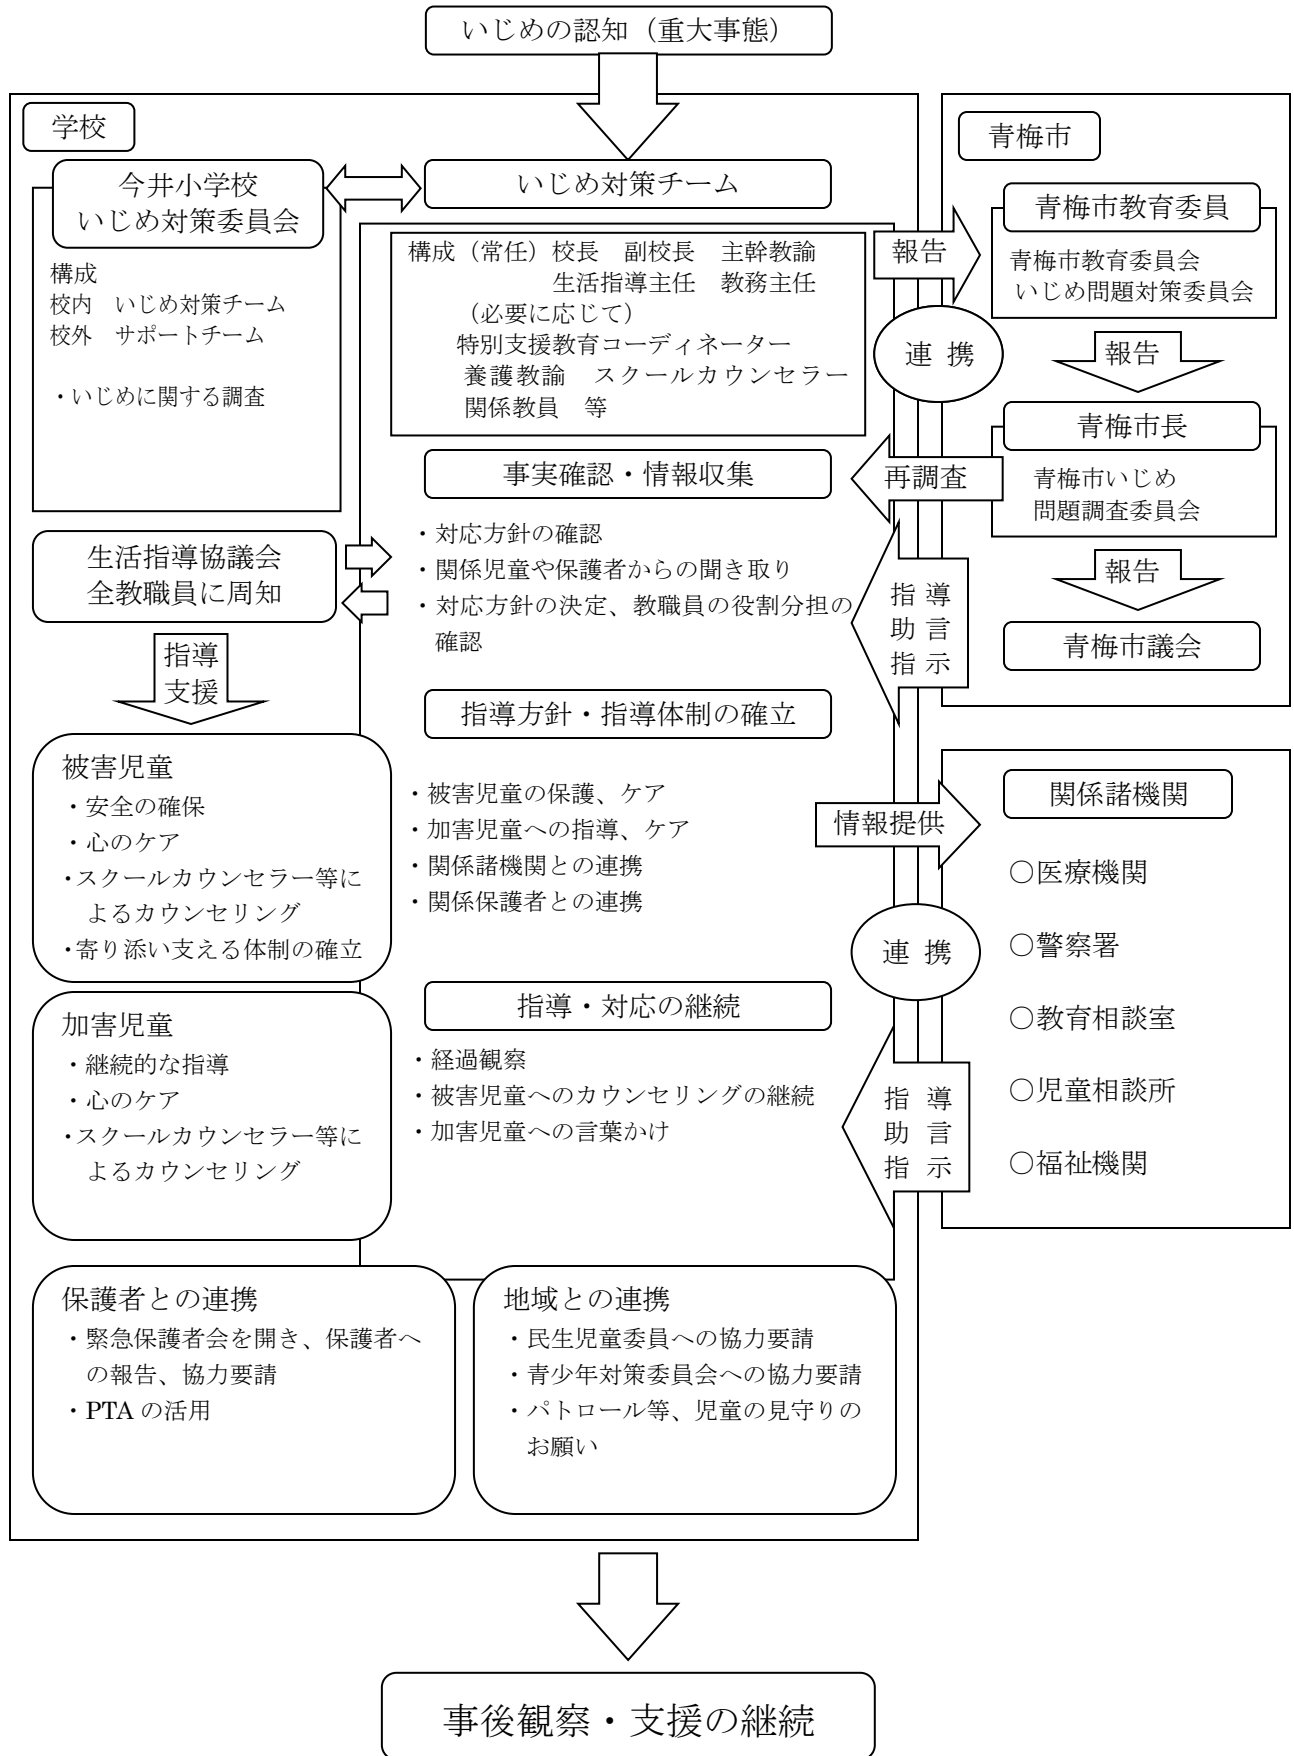 いじめの認知（重大事態）
学校
今井小学校
いじめ対策委員会
構成
校内　いじめ対策チーム
校外　サポートチーム
・いじめに関する調査
いじめ対策チーム
構成（常任）校長　副校長　主幹教諭
生活指導主任　教務主任
（必要に応じて）
特別支援教育コーディネーター
養護教諭　スクールカウンセラー
関係教員　等
報告
連 携
青梅市
青梅市教育委員
青梅市教育委員会
いじめ問題対策委員会
報告
青梅市長
青梅市いじめ
問題調査委員会
再調査
報告
青梅市議会
事実確認・情報収集
・対応方針の確認
・関係児童や保護者からの聞き取り
・対応方針の決定、教職員の役割分担の
確認
指 導
助 言
指 示
生活指導協議会
全教職員に周知
指導
支援
指導方針・指導体制の確立
・被害児童の保護、ケア
・加害児童への指導、ケア
・関係諸機関との連携
・関係保護者との連携
情報提供
連 携
関係諸機関
○医療機関
○警察署
○教育相談室
○児童相談所
○福祉機関
被害児童
・安全の確保
・心のケア
・スクールカウンセラー等に
よるカウンセリング
・寄り添い支える体制の確立
加害児童
・継続的な指導
・心のケア
・スクールカウンセラー等に
よるカウンセリング
指導・対応の継続
・経過観察
・被害児童へのカウンセリングの継続
・加害児童への言葉かけ
指 導
助 言
指 示
保護者との連携
・緊急保護者会を開き、保護者へ
の報告、協力要請
・PTA の活用
地域との連携
・民生児童委員への協力要請
・青少年対策委員会への協力要請
・パトロール等、児童の見守りの
お願い
事後観察・支援の継続